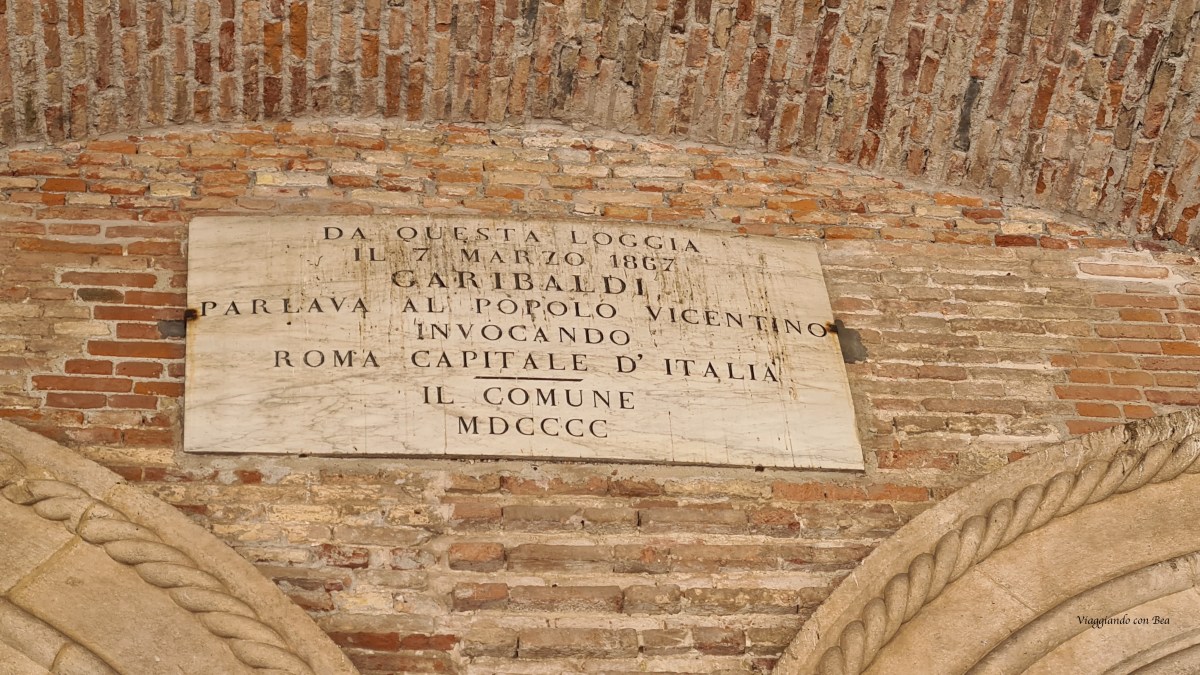 DA QUESTA LOGGIA
IL 7 MARZO 1867
GARIBALDI
PARLAVA AL POPOLO VICENTINO
INVOCANDO
ROMA CAPITALE D' ITALIA
IL COMUNE
MDCCCC
Viaggiando con Bea